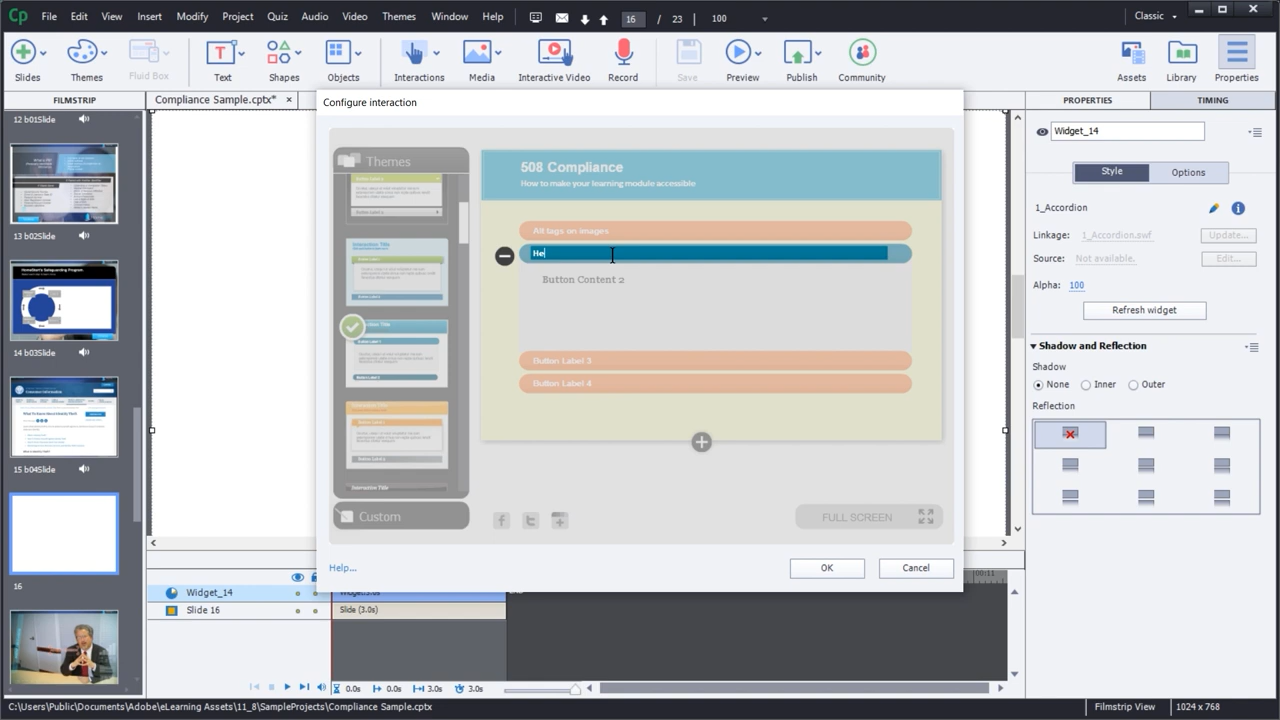 Cp File Edit View Insert Modify Project Quiz Audio Video Themes Window Help 16 / 23 100 Classic
Slides Themes Fluid Box Text Shapes Objects Interactions Media Interactive Video Record Save Preview Publish Community Assets Library Properties
FILMSTRIP
Compliance Sample.cptx* ×
PROPERTIES TIMING
12 b01Slide
13 b02Slide
14 b03Slide
15 b04Slide
16
Configure interaction
Themes
Interaction Title
Custom
508 Compliance
How to make your learning module accessible
Alt tags on images
He
Button Content 2
Button Label 3
Button Label 4
FULL SCREEN
Help...
OK
Cancel
Widget_14
Style Options
1_Accordion
Linkage: 1_Accordion.swf Update...
Source: Not available. Edit...
Alpha: 100
Refresh widget
Shadow and Reflection
Shadow
None Inner Outer
Reflection
Widget_14
Slide 16 Slide (3.0s)
00:11
0.0s 0.0s 3.0s 3.0s
C:\Users\Public\Documents\Adobe\eLearning Assets\11_8\SampleProjects\Compliance Sample.cptx
Filmstrip View 1024 x 768